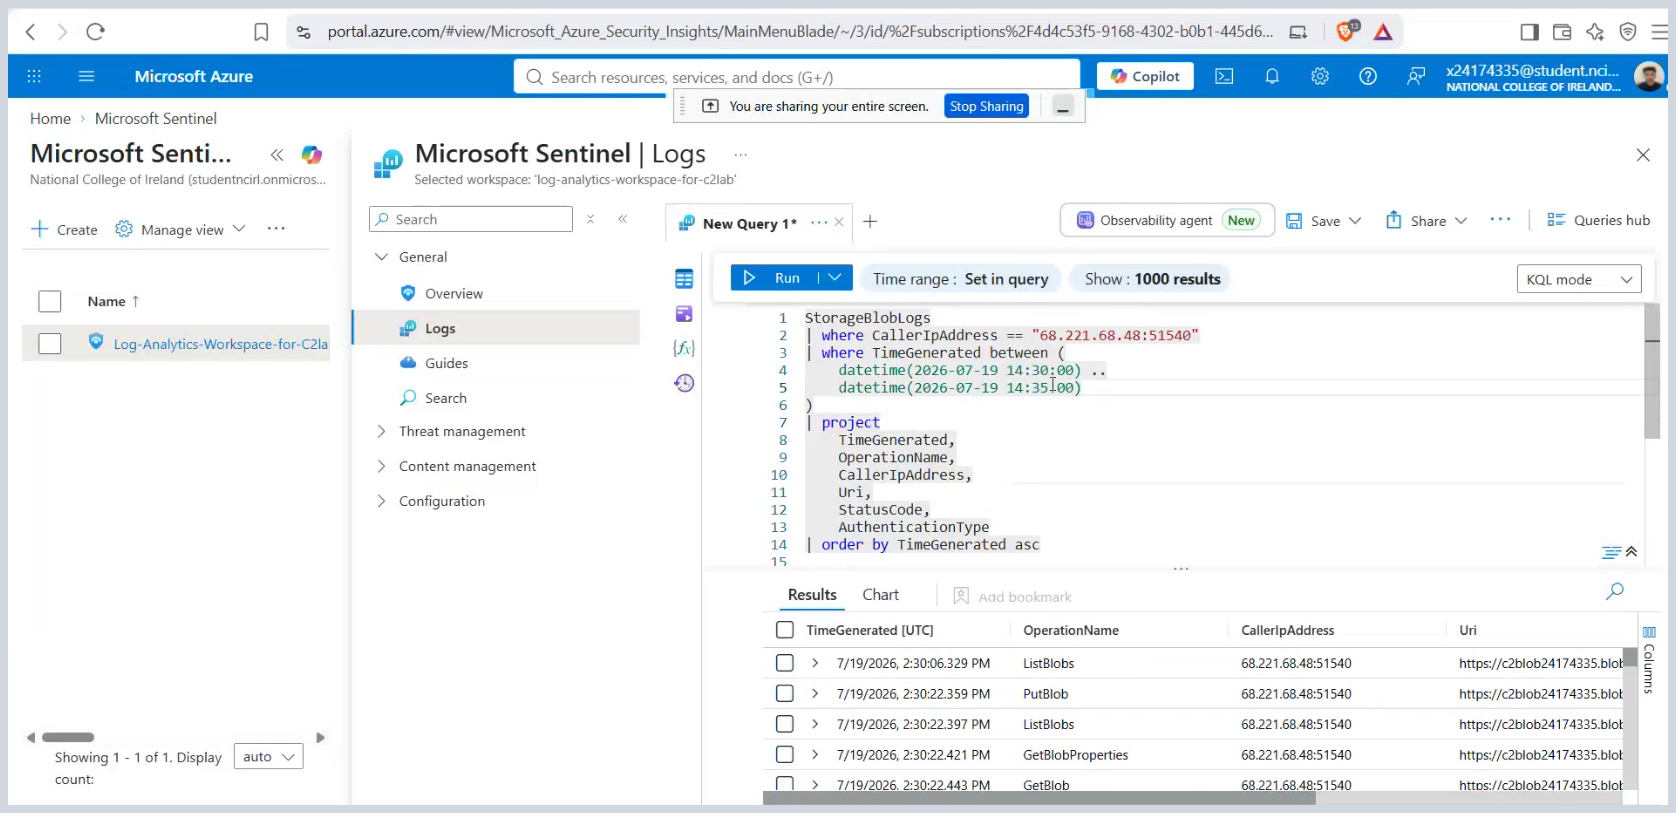 portal.azure.com/#view/Microsoft_Azure_Security_Insights/MainMenuBlade/~/3/id/%2Fsubscriptions%2F4d4c53f5-9168-4302-b0b1-445d6...
13
Microsoft Azure
Search resources, services, and docs (G+/)
Copilot
x24174335@student.nci...
NATIONAL COLLEGE OF IRELAND...
You are sharing your entire screen.
Stop Sharing
Home > Microsoft Sentinel
Microsoft Senti...
National College of Ireland (studentncirl.onmicros...
Create
Manage view
...
Name ↑
Log-Analytics-Workspace-for-C2la
Showing 1 - 1 of 1. Display count:
auto
Microsoft Sentinel | Logs
...
Selected workspace: 'log-analytics-workspace-for-c2lab'
Search
General
Overview
Logs
Guides
Search
Threat management
Content management
Configuration
New Query 1*
...
Observability agent New
Save
Share
...
Queries hub
Run
Time range : Set in query
Show : 1000 results
KQL mode
1 StorageBlobLogs
2 | where CallerIpAddress == "68.221.68.48:51540"
3 | where TimeGenerated between (
4 datetime(2026-07-19 14:30:00) ..
5 datetime(2026-07-19 14:35:00)
6 )
7 | project
8 TimeGenerated,
9 OperationName,
10 CallerIpAddress,
11 Uri,
12 StatusCode,
13 AuthenticationType
14 | order by TimeGenerated asc
15
Results
Chart
Add bookmark
TimeGenerated [UTC] OperationName CallerIpAddress Uri
7/19/2026, 2:30:06.329 PM ListBlobs 68.221.68.48:51540 https://c2blob24174335.blob
7/19/2026, 2:30:22.359 PM PutBlob 68.221.68.48:51540 https://c2blob24174335.blob
7/19/2026, 2:30:22.397 PM ListBlobs 68.221.68.48:51540 https://c2blob24174335.blob
7/19/2026, 2:30:22.421 PM GetBlobProperties 68.221.68.48:51540 https://c2blob24174335.blob
7/19/2026, 2:30:22.443 PM GetBlob 68.221.68.48:51540 https://c2blob24174335.blob
Columns